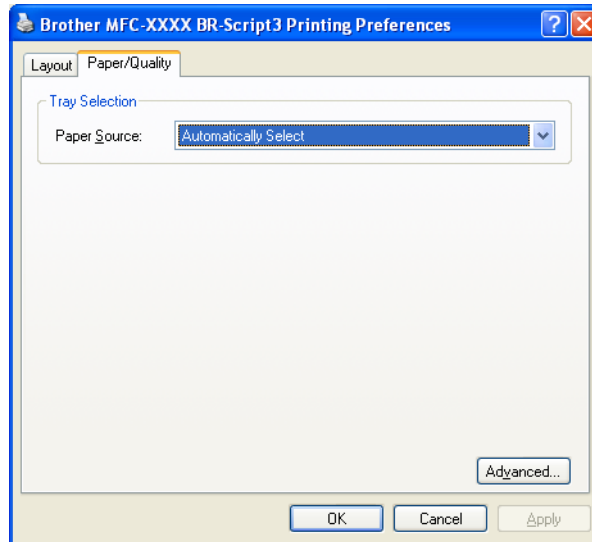 Brother MFC-XXXX BR-Script3 Printing Preferences
Layout Paper/Quality
Tray Selection
Paper Source: Automatically Select
Advanced...
OK Cancel Apply